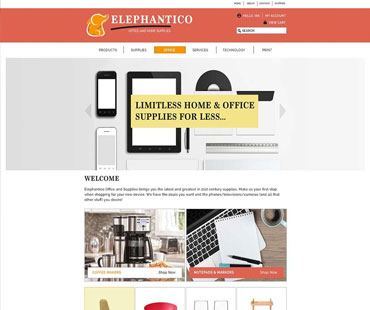 HOME | ABOUT | CONTACT | SITEMAP
ELEPHANTICO
OFFICE AND HOME SUPPLIES
MY ACCOUNT
VIEW CART
SEARCH
PRODUCTS
SUPPLIES
OFFICE
SERVICES
TECHNOLOGY
PRINT
LIMITLESS HOME & OFFICE
SUPPLIES FOR LESS...
WELCOME
Elephantico Office and Supplies brings you the latest and greatest in 21st century supplies. Make us your first stop
when shopping for your new device. We have the deals you want and the phones/televisions/cameras (and all that
other stuff) you desire!
COFFEE MAKERS
Shop Now
NOTEPADS & MARKERS
Shop Now